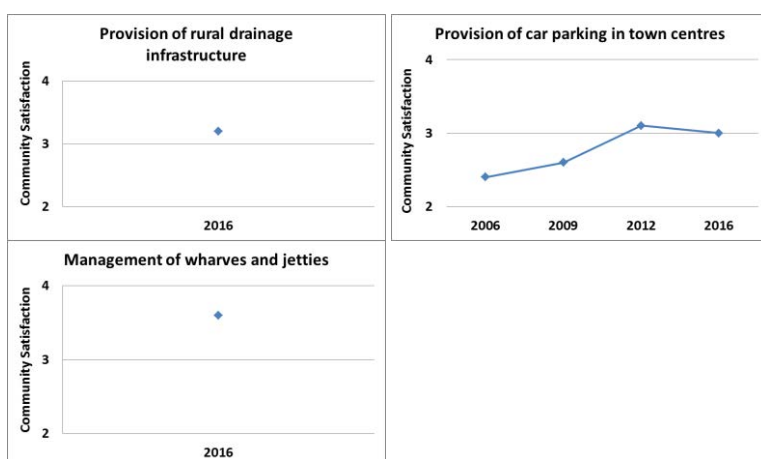 Provision of rural drainage
infrastructure
Community Satisfaction
4
3
2
2016
Provision of car parking in town centres
Community Satisfaction
4
3
2
2006 2009 2012 2016
Management of wharves and jetties
Community Satisfaction
4
3
2
2016